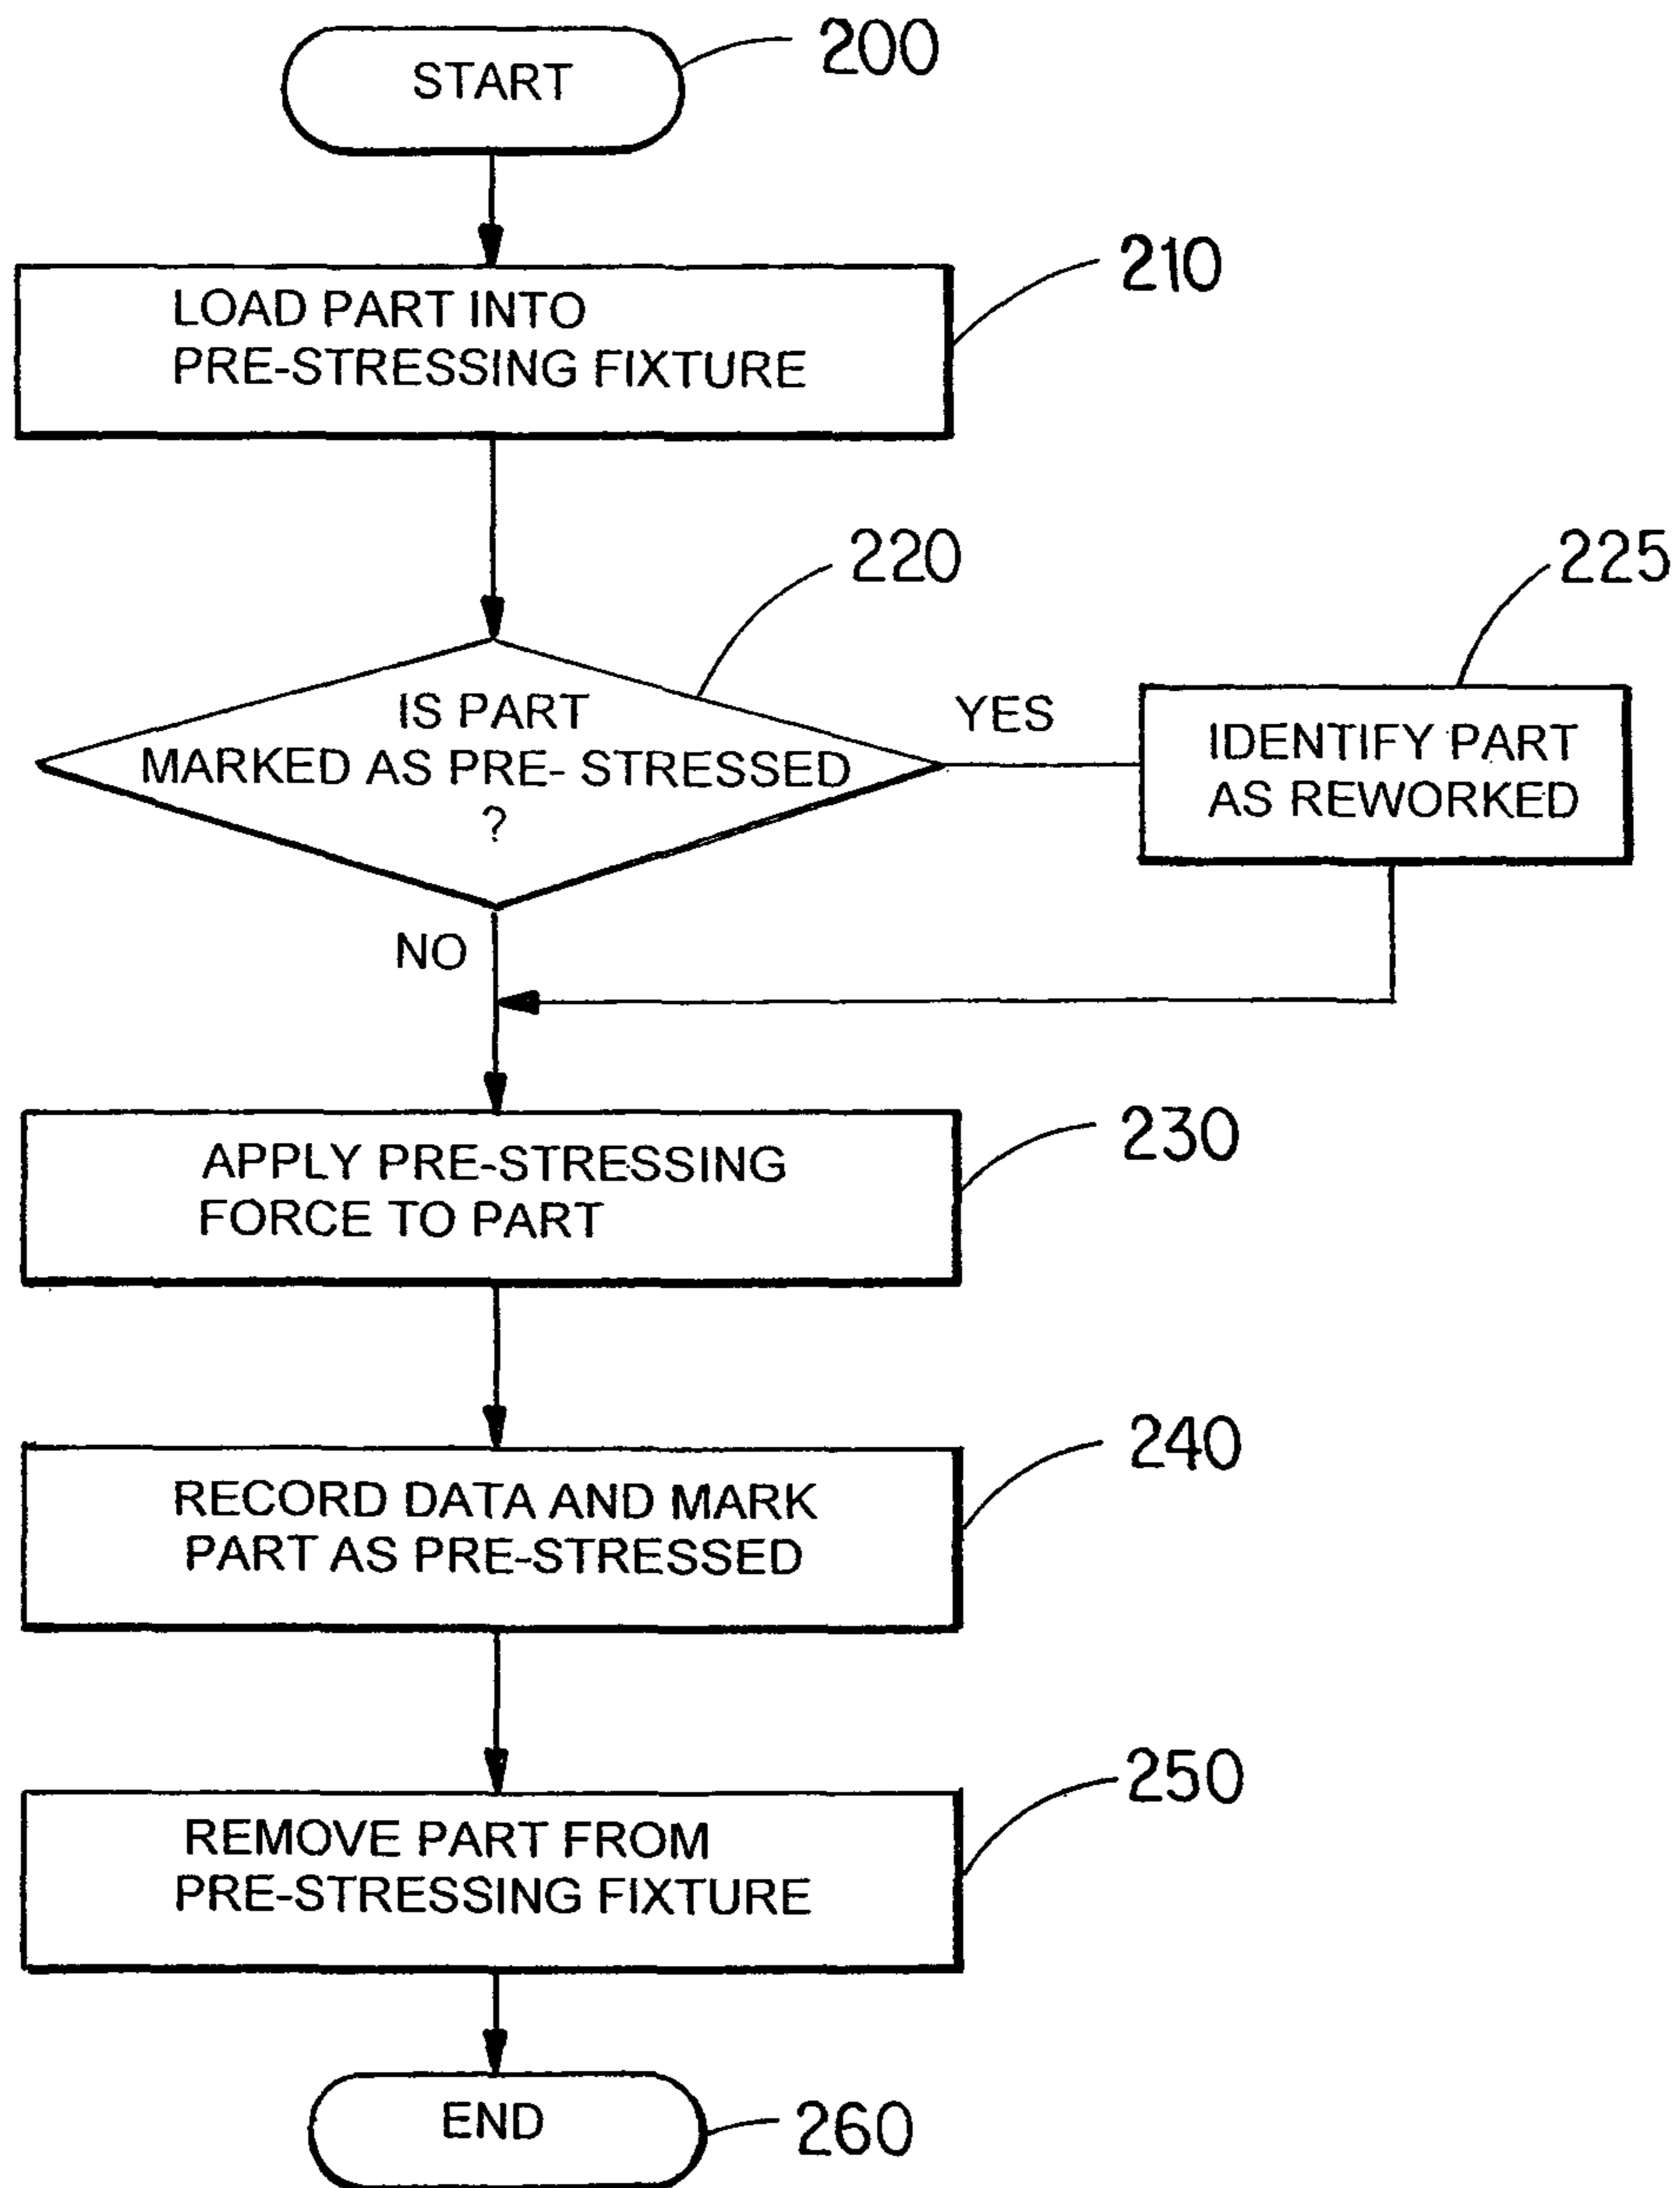 START
200
LOAD PART INTO
PRE-STRESSING FIXTURE
210
220
225
IS PART
MARKED AS PRE- STRESSED
?
YES
IDENTIFY PART
AS REWORKED
NO
APPLY PRE-STRESSING
FORCE TO PART
230
RECORD DATA AND MARK
PART AS PRE-STRESSED
240
REMOVE PART FROM
PRE-STRESSING FIXTURE
250
END
260